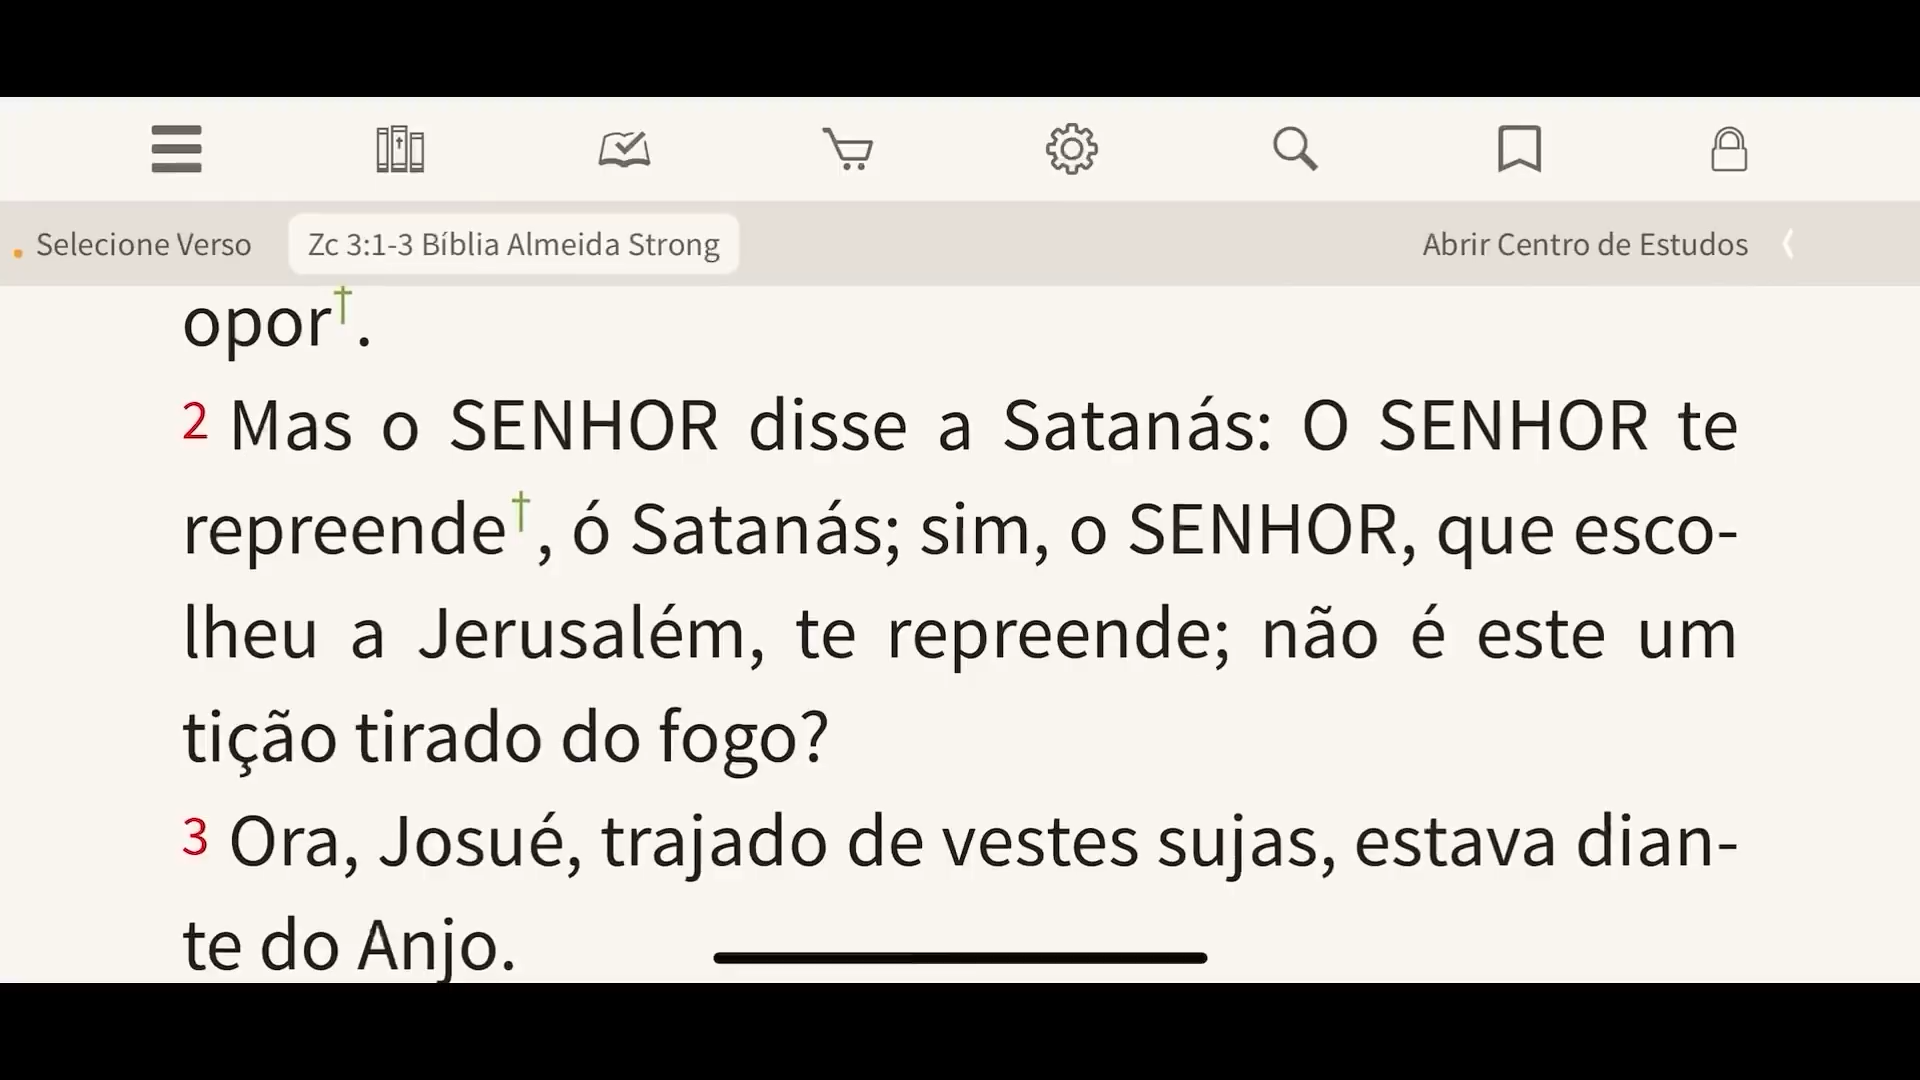 Selecione Verso Zc 3:1-3 Bíblia Almeida Strong Abrir Centro de Estudos
opor†.
2 Mas o SENHOR disse a Satanás: O SENHOR te
repreende†, ó Satanás; sim, o SENHOR, que esco-
lheu a Jerusalém, te repreende; não é este um
tição tirado do fogo?
3 Ora, Josué, trajado de vestes sujas, estava dian-
te do Anjo.